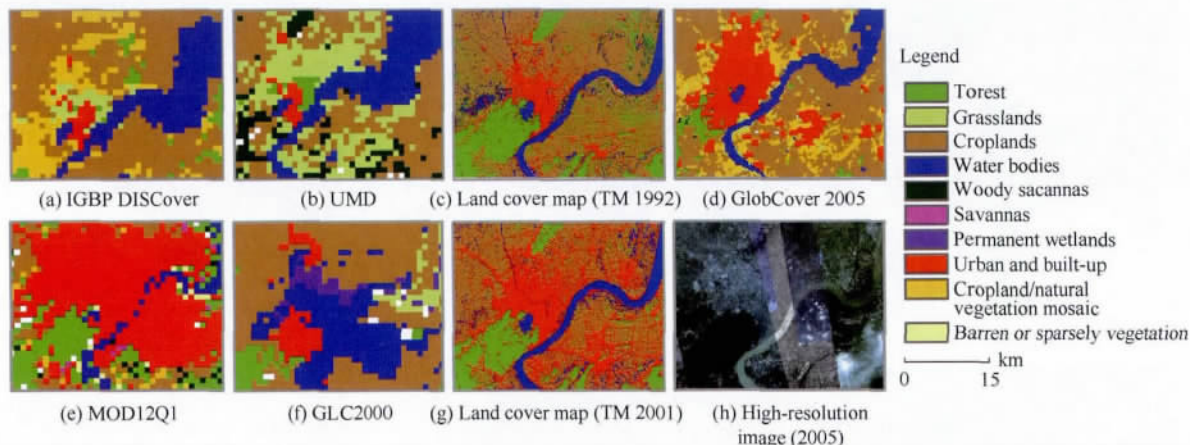 Legend
Torest
Grasslands
Croplands
Water bodies
Woody sacannas
Savannas
Permanent wetlands
Urban and built-up
Cropland/natural
vegetation mosaic
Barren or sparsely vegetation
km
0 15
(a) IGBP DISCover
(b) UMD
(c) Land cover map (TM 1992)
(d) GlobCover 2005
(e) MOD12Q1
(f) GLC2000
(g) Land cover map (TM 2001)
(h) High-resolution
image (2005)